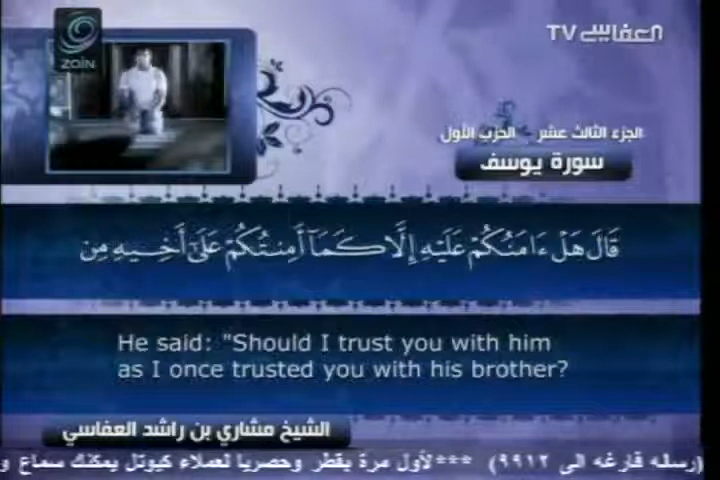 ZOIN
العفاسي TV
الجزء الثالث عشر - الحزب الأول
سورة يوسف
قَالَ هَلْ ءَامَنُكُمْ عَلَيْهِ إِلَّا كَمَآ أَمِنتُكُمْ عَلَىٰٓ أَخِيهِ مِن
He said: "Should I trust you with him
as I once trusted you with his brother?
الشيخ مشاري بن راشد العفاسي
(رسله فارغه الى ٩٩١٢) ***لأول مرة بقطر وحصريا لعملاء كيوتل يمكنك سماع و